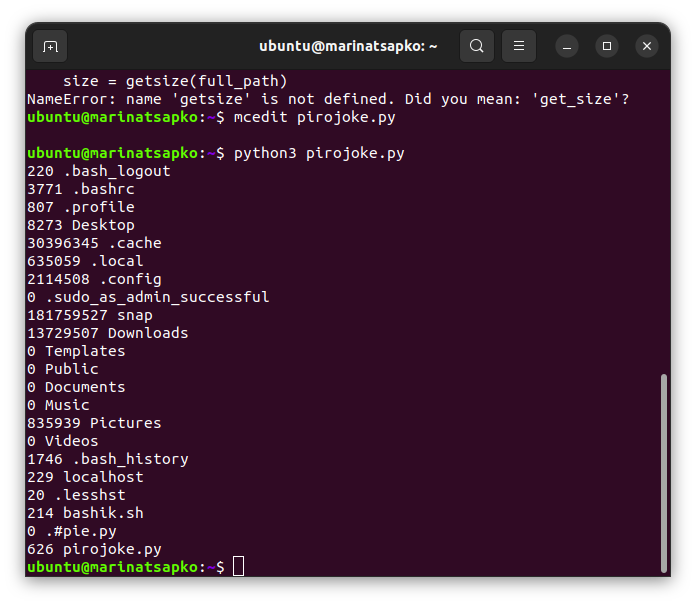 ubuntu@marinatsapko: ~
    size = getsize(full_path)
NameError: name 'getsize' is not defined. Did you mean: 'get_size'?
ubuntu@marinatsapko:~$ mcedit pirojoke.py
ubuntu@marinatsapko:~$ python3 pirojoke.py
220 .bash_logout
3771 .bashrc
807 .profile
8273 Desktop
30396345 .cache
635059 .local
2114508 .config
0 .sudo_as_admin_successful
181759527 snap
13729507 Downloads
0 Templates
0 Public
0 Documents
0 Music
835939 Pictures
0 Videos
1746 .bash_history
229 localhost
20 .lesshst
214 bashik.sh
0 .#pie.py
626 pirojoke.py
ubuntu@marinatsapko:~$